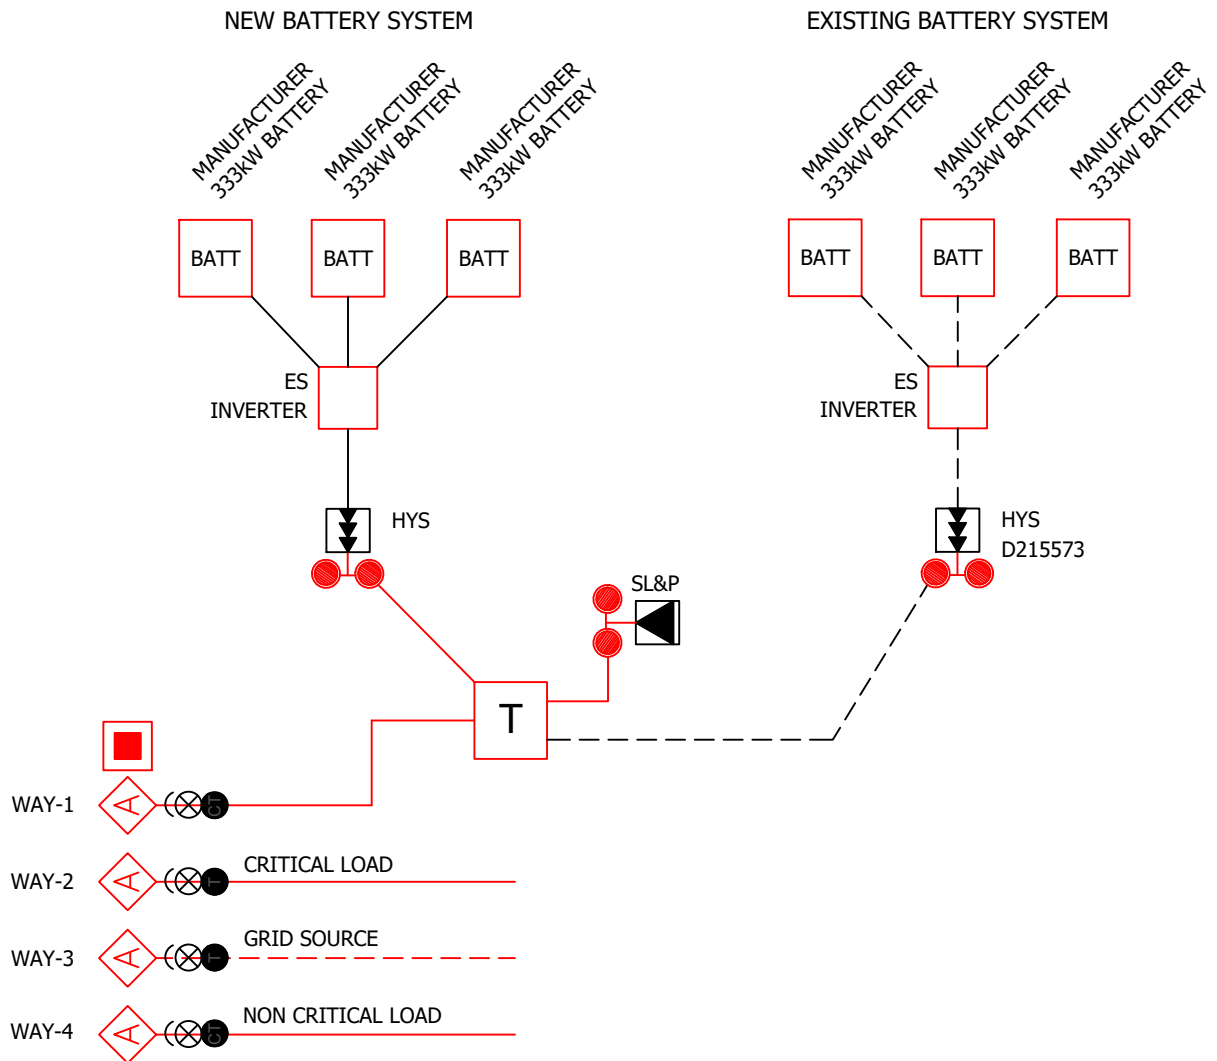 NEW BATTERY SYSTEM
EXISTING BATTERY SYSTEM
MANUFACTURER
333kW BATTERY
MANUFACTURER
333kW BATTERY
MANUFACTURER
333kW BATTERY
MANUFACTURER
333kW BATTERY
MANUFACTURER
333kW BATTERY
MANUFACTURER
333kW BATTERY
BATT
BATT
BATT
BATT
BATT
BATT
ES
INVERTER
ES
INVERTER
HYS
HYS
D215573
SL&P
T
WAY-1
A
CT
WAY-2
A
CRITICAL LOAD
WAY-3
A
GRID SOURCE
WAY-4
A
CT
NON CRITICAL LOAD